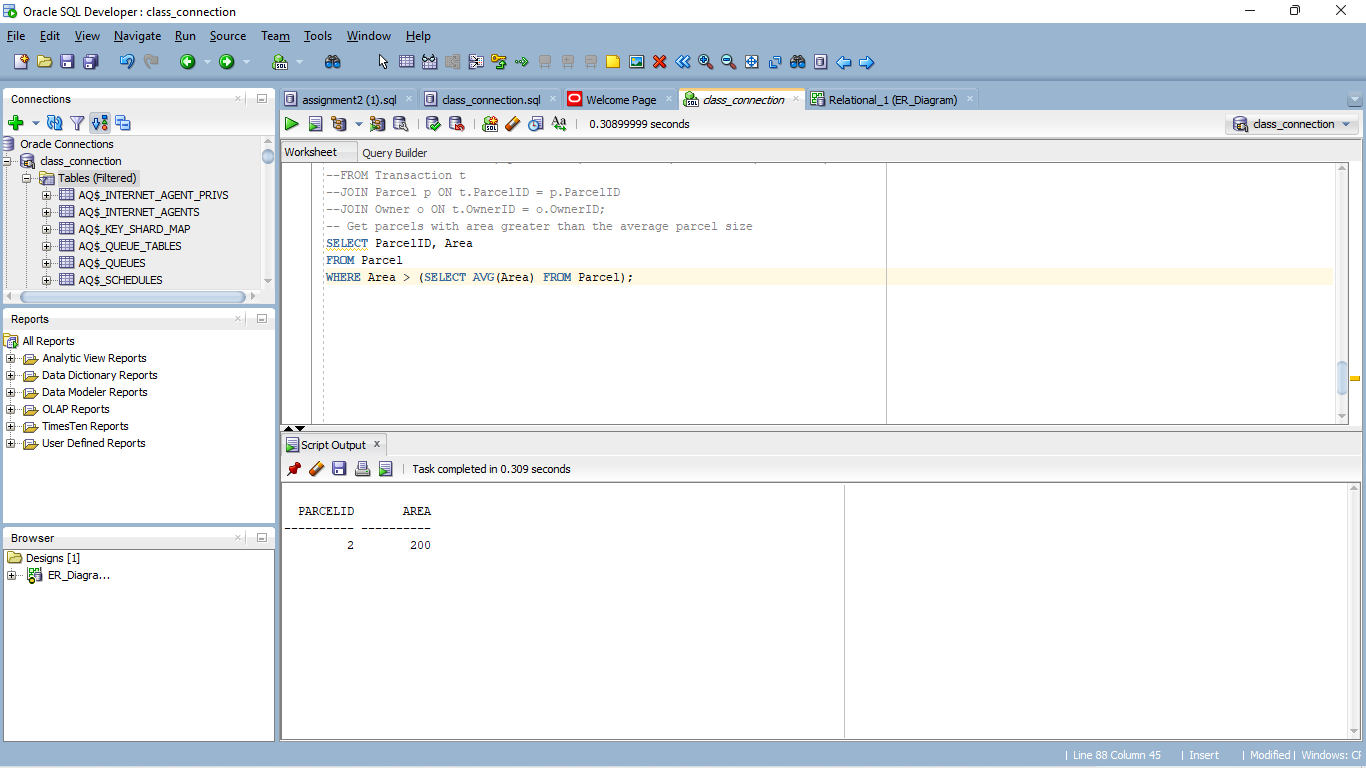 Oracle SQL Developer : class_connection
File Edit View Navigate Run Source Team Tools Window Help
Connections
Oracle Connections
class_connection
Tables (Filtered)
AQ$_INTERNET_AGENT_PRIVS
AQ$_INTERNET_AGENTS
AQ$_KEY_SHARD_MAP
AQ$_QUEUE_TABLES
AQ$_QUEUES
AQ$_SCHEDULES
Reports
All Reports
Analytic View Reports
Data Dictionary Reports
Data Modeler Reports
OLAP Reports
TimesTen Reports
User Defined Reports
Browser
Designs [1]
ER_Diagra...
assignment2 (1).sql class_connection.sql Welcome Page class_connection Relational_1 (ER_Diagram)
0.30899999 seconds class_connection
Worksheet Query Builder
--FROM Transaction t
--JOIN Parcel p ON t.ParcelID = p.ParcelID
--JOIN Owner o ON t.OwnerID = o.OwnerID;
-- Get parcels with area greater than the average parcel size
SELECT ParcelID, Area
FROM Parcel
WHERE Area > (SELECT AVG(Area) FROM Parcel);
Script Output x
Task completed in 0.309 seconds
PARCELID AREA
---------- ----------
2 200
| Line 88 Column 45 | Insert | Modified | Windows: CF